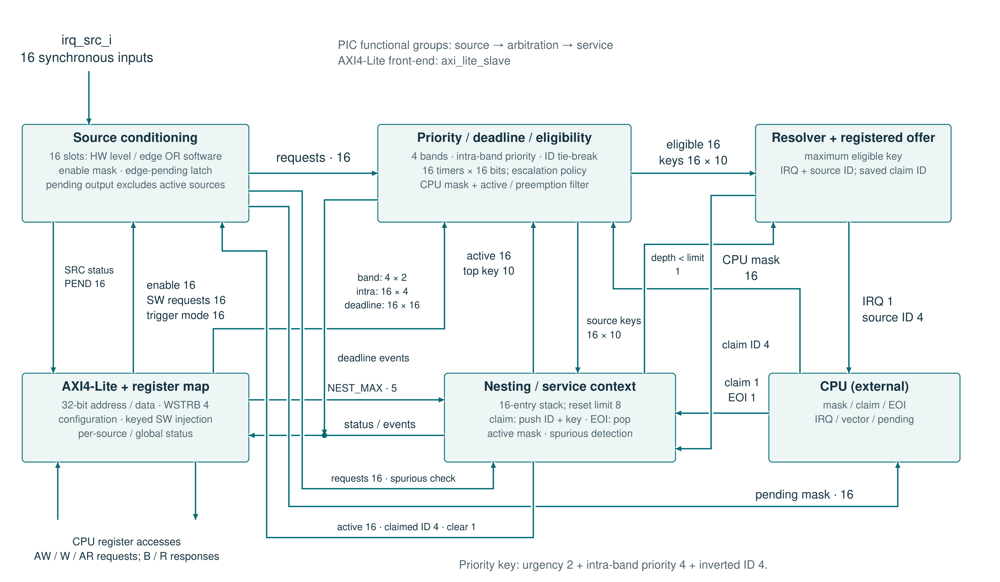 irq_src_i
16 synchronous inputs
PIC functional groups: source → arbitration → service
AXI4-Lite front-end: axi_lite_slave
Source conditioning
16 slots: HW level / edge OR software
enable mask · edge-pending latch
pending output excludes active sources
requests · 16
Priority / deadline / eligibility
4 bands · intra-band priority · ID tie-break
16 timers × 16 bits; escalation policy
CPU mask + active / preemption filter
eligible 16
keys 16 × 10
Resolver + registered offer
maximum eligible key
IRQ + source ID; saved claim ID
SRC status
PEND 16
enable 16
SW requests 16
trigger mode 16
band: 4 × 2
intra: 16 × 4
deadline: 16 × 16
active 16
top key 10
source keys
16 × 10
depth < limit
1
CPU mask
16
IRQ 1
source ID 4
claim ID 4
deadline events
NEST_MAX · 5
status / events
claim 1
EOI 1
AXI4-Lite + register map
32-bit address / data · WSTRB 4
configuration · keyed SW injection
per-source / global status
Nesting / service context
16-entry stack; reset limit 8
claim: push ID + key · EOI: pop
active mask · spurious detection
CPU (external)
mask / claim / EOI
IRQ / vector / pending
requests 16 · spurious check
pending mask · 16
active 16 · claimed ID 4 · clear 1
CPU register accesses
AW / W / AR requests; B / R responses
Priority key: urgency 2 + intra-band priority 4 + inverted ID 4.